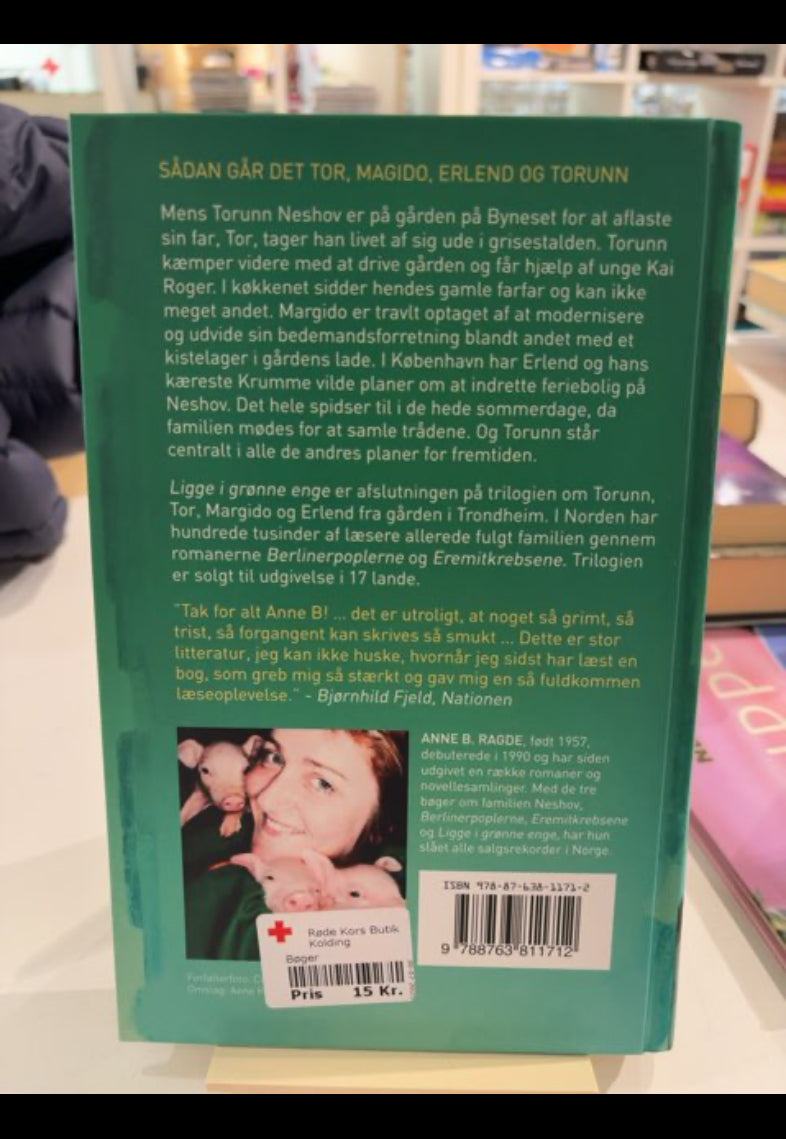 SÅDAN GÅR DET TOR, MAGIDO, ERLEND OG TORUNN
Mens Torunn Neshov er på gården på Byneset for at aflaste
sin far, Tor, tager han livet af sig ude i grisestalden. Torunn
kæmper videre med at drive gården og får hjælp af unge Kai
Roger. I køkkenet sidder hendes gamle farfar og kan ikke
meget andet. Margido er travlt optaget af at modernisere
og udvide sin bedemandsforretning blandt andet med et
kistelager i gårdens lade. I København har Erlend og hans
kæreste Krumme vilde planer om at indrette feriebolig på
Neshov. Det hele spidser til i de hede sommerdage, da
familien mødes for at samle trådene. Og Torunn står
centralt i alle de andres planer for fremtiden.
Ligge i grønne enge er afslutningen på trilogien om Torunn,
Tor, Margido og Erlend fra gården i Trondheim. I Norden har
hundrede tusinder af læsere allerede fulgt familien gennem
romanerne Berlinerpoplerne og Eremitkrebsene. Trilogien
er solgt til udgivelse i 17 lande.
"Tak for alt Anne B! ... det er utroligt, at noget så grimt, så
trist, så forgangent kan skrives så smukt ... Dette er stor
litteratur, jeg kan ikke huske, hvornår jeg sidst har læst en
bog, som greb mig så stærkt og gav mig en så fuldkommen
læseoplevelse." - Bjørnhild Fjeld, Nationen
ANNE B. RAGDE, født 1957,
debuterede i 1990 og har siden
udgivet en række romaner og
novellesamlinger. Med de tre
bøger om familien Neshov,
Berlinerpoplerne, Eremitkrebsene
og Ligge i grønne enge, har hun
slået alle salgsrekorder i Norge.
ISBN 978-87-638-1171-2
9 788763 811712
Røde Kors Butik
Kolding
Bøger
Pris 15 Kr.
Forfatterfoto:
Omslag: Anne